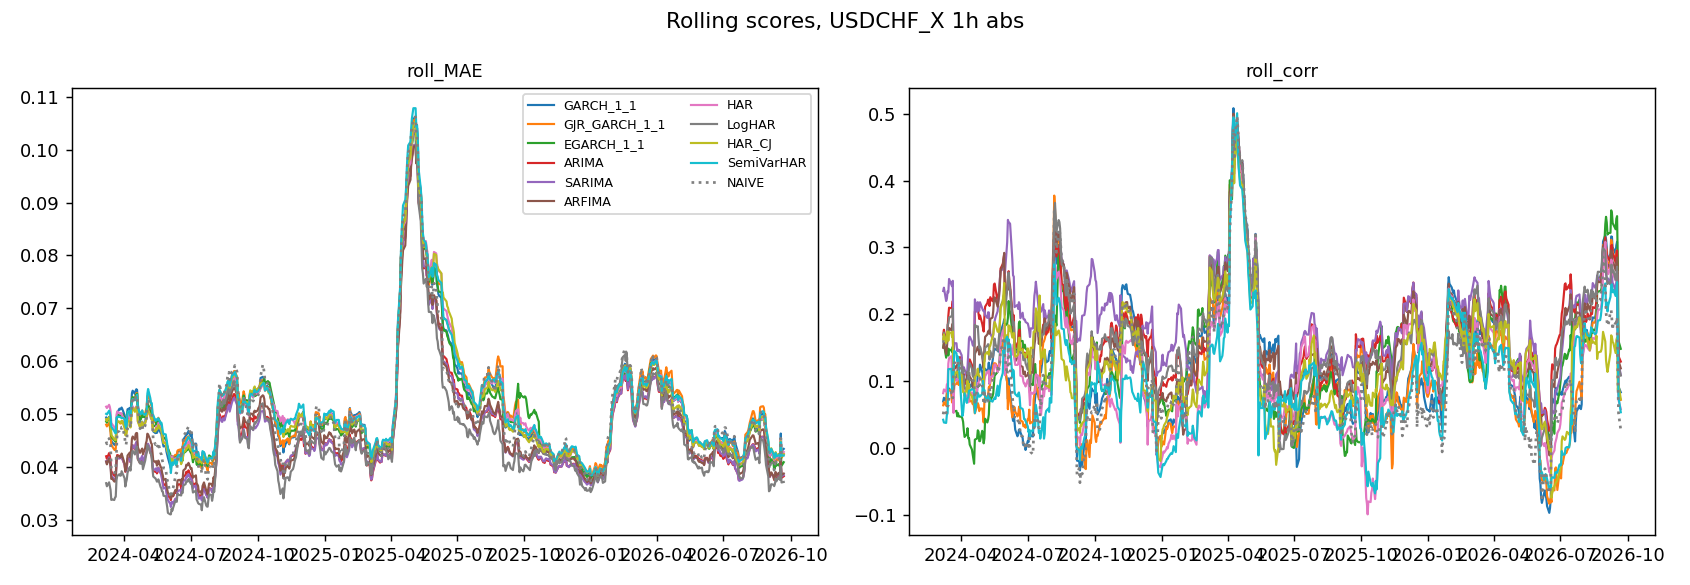 Rolling scores, USDCHF_X 1h abs
roll_MAE
0.11
0.10
0.09
0.08
0.07
0.06
0.05
0.04
0.03
GARCH_1_1
GJR_GARCH_1_1
EGARCH_1_1
ARIMA
SARIMA
ARFIMA
HAR
LogHAR
HAR_CJ
SemiVarHAR
NAIVE
2024-04 2024-07 2024-10 2025-01 2025-04 2025-07 2025-10 2026-01 2026-04 2026-07 2026-10
roll_corr
0.5
0.4
0.3
0.2
0.1
0.0
−0.1
2024-04 2024-07 2024-10 2025-01 2025-04 2025-07 2025-10 2026-01 2026-04 2026-07 2026-10